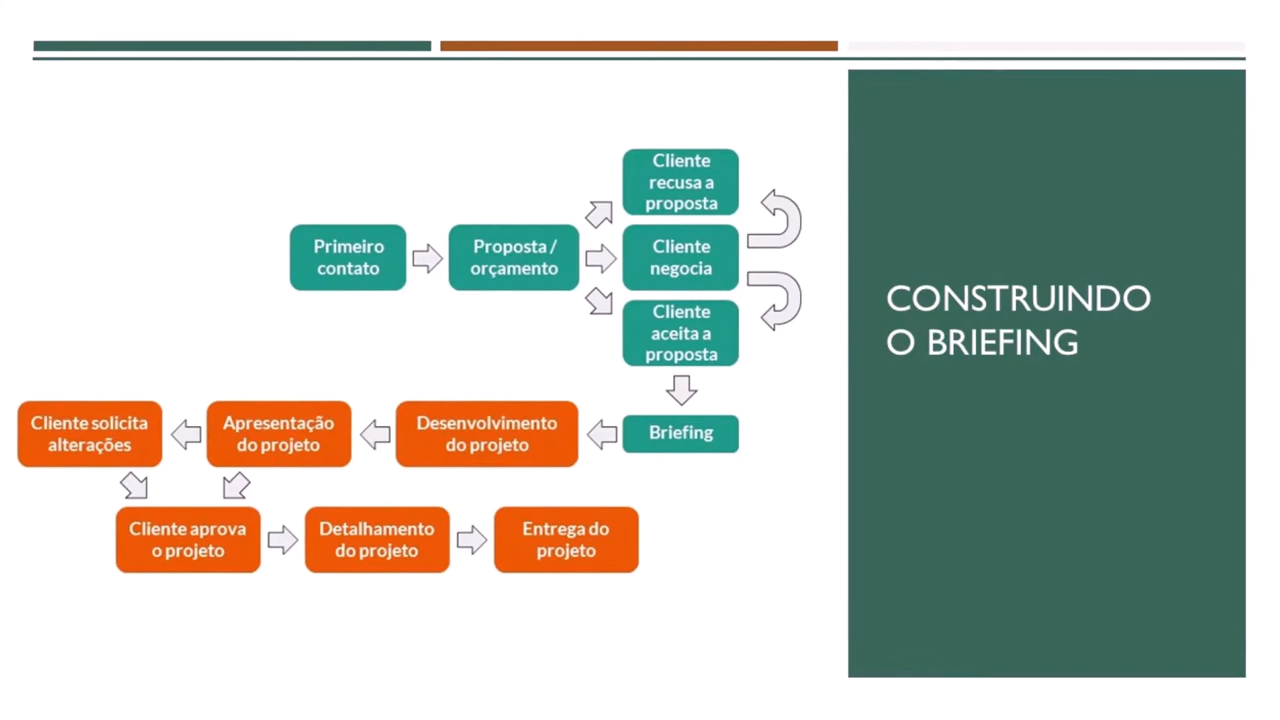 Cliente
recusa a
proposta
Primeiro
contato
Proposta /
orçamento
Cliente
negocia
Cliente
aceita a
proposta
CONSTRUINDO
O BRIEFING
Cliente solicita
alterações
Apresentação
do projeto
Desenvolvimento
do projeto
Briefing
Cliente aprova
o projeto
Detalhamento
do projeto
Entrega do
projeto